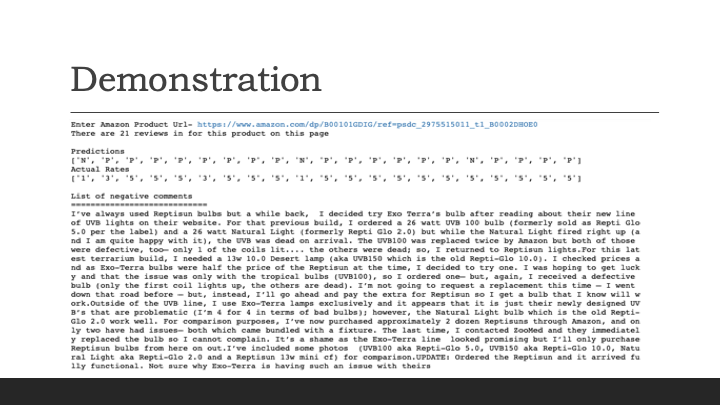 Demonstration
Enter Amazon Product Url- https://www.amazon.com/dp/B00101GDIG/ref=psdc_2975515011_t1_B0002DHOE0
There are 21 reviews in for this product on this page
Predictions
['N', 'P', 'P', 'P', 'P', 'P', 'P', 'P', 'P', 'N', 'P', 'P', 'P', 'P', 'P', 'P', 'N', 'P', 'P', 'P', 'P']
Actual Rates
['1', '3', '5', '5', '5', '3', '5', '5', '5', '1', '5', '5', '5', '5', '5', '5', '5', '5', '5', '5', '5']
List of negative comments
==========================
I've always used Reptisun bulbs but a while back, I decided try Exo Terra's bulb after reading about their new line
of UVB lights on their website. For that previous build, I ordered a 26 watt UVB 100 bulb (formerly sold as Repti Glo
5.0 per the label) and a 26 watt Natural Light (formerly Repti Glo 2.0) but while the Natural Light fired right up (a
nd I am quite happy with it), the UVB was dead on arrival. The UVB100 was replaced twice by Amazon but both of those
were defective, too— only 1 of the coils lit.... the others were dead; so, I returned to Reptisun lights.For this lat
est terrarium build, I needed a 13w 10.0 Desert lamp (aka UVB150 which is the old Repti-Glo 10.0). I checked prices a
nd as Exo-Terra bulbs were half the price of the Reptisun at the time, I decided to try one. I was hoping to get luck
y and that the issue was only with the tropical bulbs (UVB100), so I ordered one— but, again, I received a defective
bulb (only the first coil lights up, the others are dead). I'm not going to request a replacement this time — I went
down that road before — but, instead, I'll go ahead and pay the extra for Reptisun so I get a bulb that I know will w
ork.Outside of the UVB line, I use Exo-Terra lamps exclusively and it appears that it is just their newly designed UV
B's that are problematic (I'm 4 for 4 in terms of bad bulbs); however, the Natural Light bulb which is the old Repti-
Glo 2.0 work well. For comparison purposes, I've now purchased approximately 2 dozen Reptisuns through Amazon, and on
ly two have had issues— both which came bundled with a fixture. The last time, I contacted ZooMed and they immediatel
y replaced the bulb so I cannot complain. It's a shame as the Exo-Terra line looked promising but I'll only purchase
Reptisun bulbs from here on out.I've included some photos (UVB100 aka Repti-Glo 5.0, UVB150 aka Repti-Glo 10.0, Natu
ral Light aka Repti-Glo 2.0 and a Reptisun 13w mini cf) for comparison.UPDATE: Ordered the Reptisun and it arrived fu
lly functional. Not sure why Exo-Terra is having such an issue with theirs